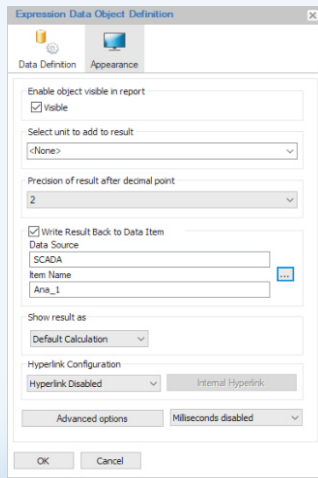 Expression Data Object Definition
Data Definition
Appearance
Enable object visible in report
Visible
Select unit to add to result
<None>
Precision of result after decimal point
2
Write Result Back to Data Item
Data Source
SCADA
Item Name
...
Ana_1
Show result as
Default Calculation
Hyperlink Configuration
Hyperlink Disabled
Internal Hyperlink
Advanced options
Milliseconds disabled
OK
Cancel